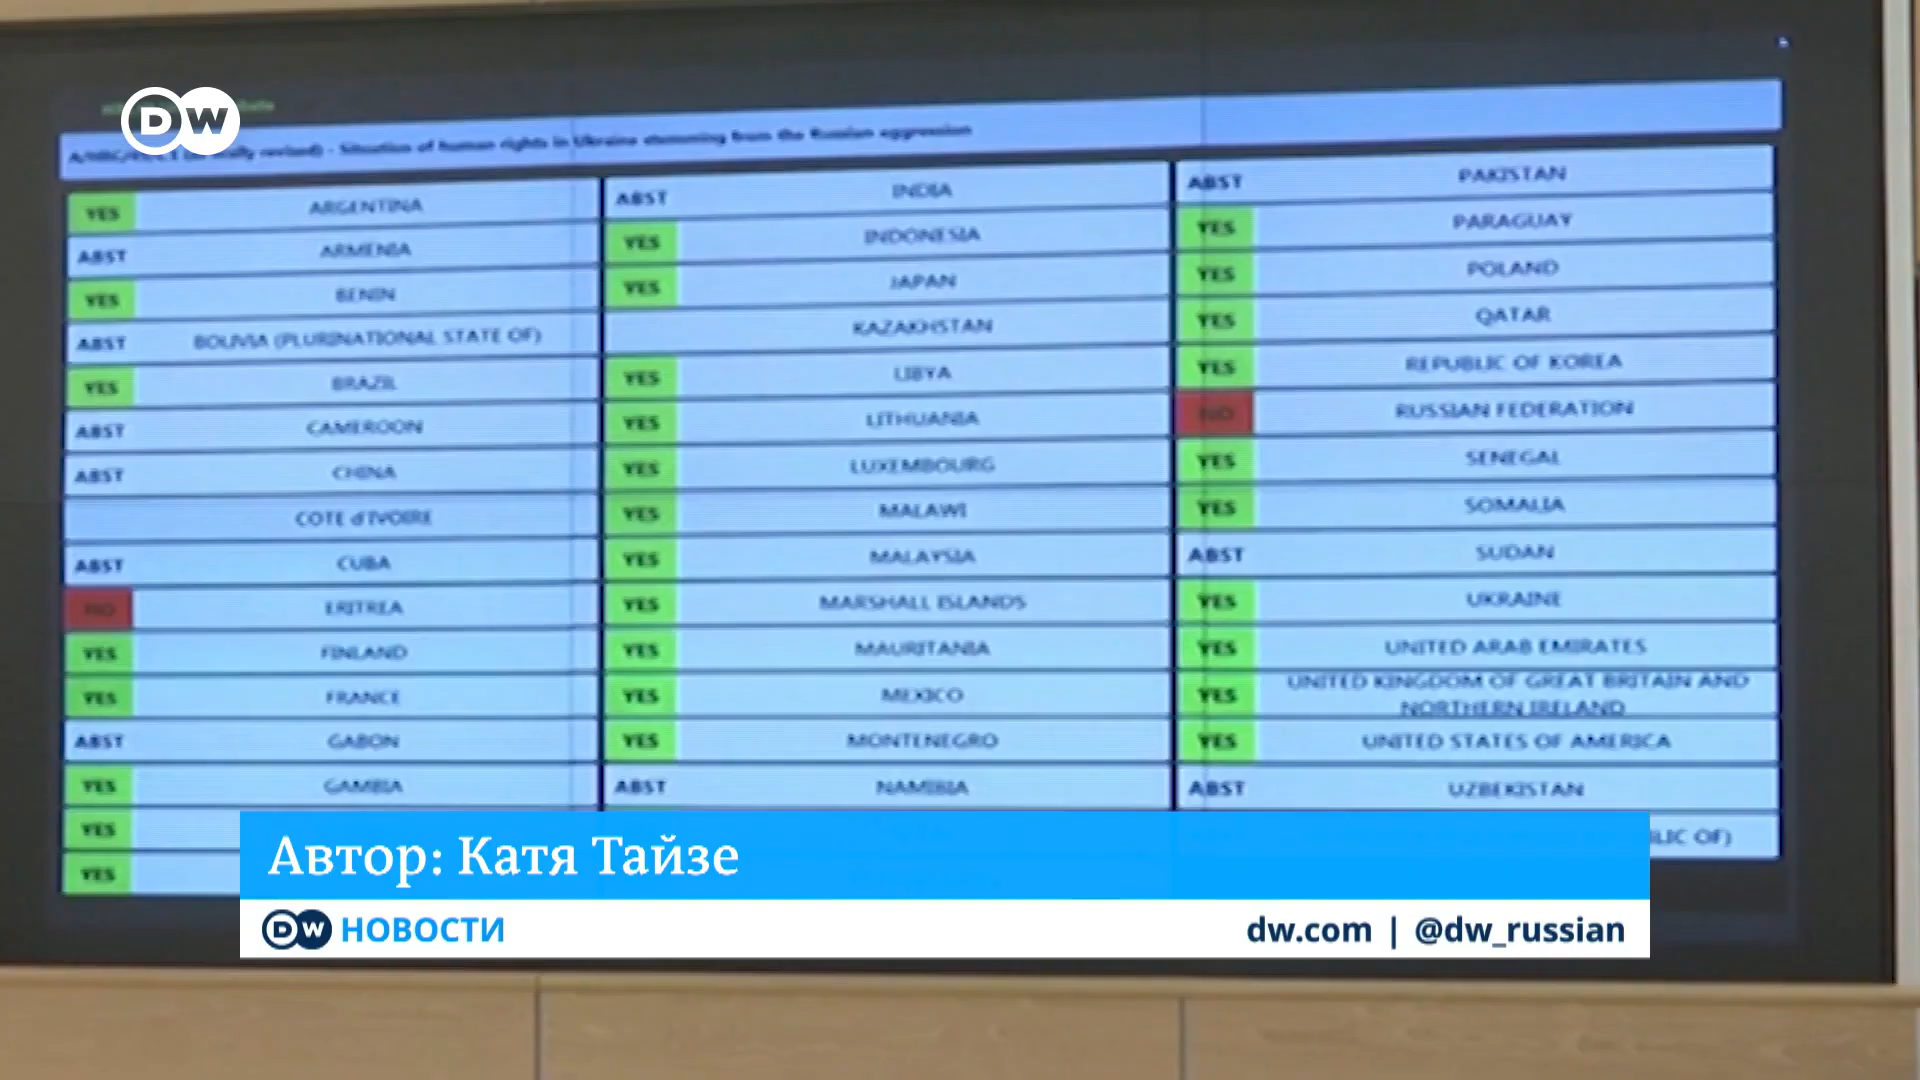 DW
- Situation of human rights in Ukraine stemming from the Russian aggression
YES ARGENTINA
ABST ARMENIA
YES BENIN
ABST BOLIVIA (PLURINATIONAL STATE OF)
YES BRAZIL
ABST CAMEROON
ABST CHINA
COTE d'IVOIRE
ABST CUBA
NO ERITREA
YES FINLAND
YES FRANCE
ABST GABON
YES GAMBIA
YES
YES
ABST INDIA
YES INDONESIA
YES JAPAN
KAZAKHSTAN
YES LIBYA
YES LITHUANIA
YES LUXEMBOURG
YES MALAWI
YES MALAYSIA
YES MARSHALL ISLANDS
YES MAURITANIA
YES MEXICO
YES MONTENEGRO
ABST NAMIBIA
ABST PAKISTAN
YES PARAGUAY
YES POLAND
YES QATAR
YES REPUBLIC OF KOREA
NO RUSSIAN FEDERATION
YES SENEGAL
YES SOMALIA
ABST SUDAN
YES UKRAINE
YES UNITED ARAB EMIRATES
YES UNITED KINGDOM OF GREAT BRITAIN AND
NORTHERN IRELAND
YES UNITED STATES OF AMERICA
ABST UZBEKISTAN
OF)
Автор: Катя Тайзе
DW НОВОСТИ
dw.com | @dw_russian